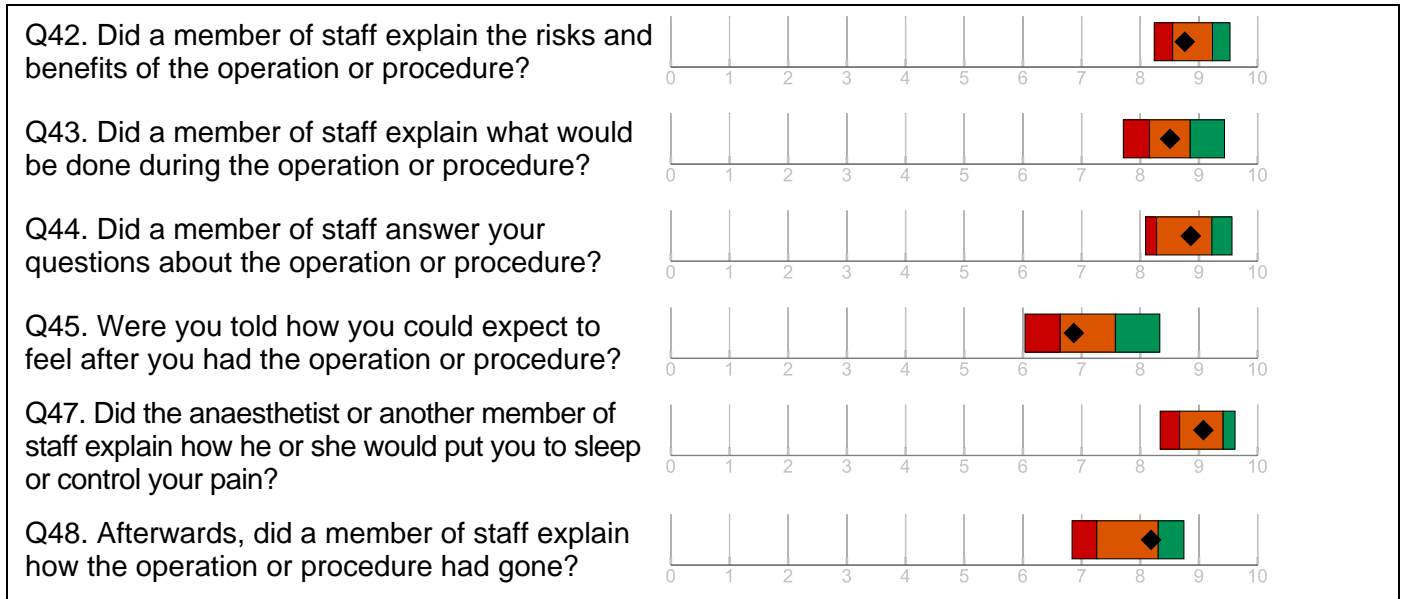 Q42. Did a member of staff explain the risks and
benefits of the operation or procedure?
0 1 2 3 4 5 6 7 8 9 10
Q43. Did a member of staff explain what would
be done during the operation or procedure?
0 1 2 3 4 5 6 7 8 9 10
Q44. Did a member of staff answer your
questions about the operation or procedure?
0 1 2 3 4 5 6 7 8 9 10
Q45. Were you told how you could expect to
feel after you had the operation or procedure?
0 1 2 3 4 5 6 7 8 9 10
Q47. Did the anaesthetist or another member of
staff explain how he or she would put you to sleep
or control your pain?
0 1 2 3 4 5 6 7 8 9 10
Q48. Afterwards, did a member of staff explain
how the operation or procedure had gone?
0 1 2 3 4 5 6 7 8 9 10